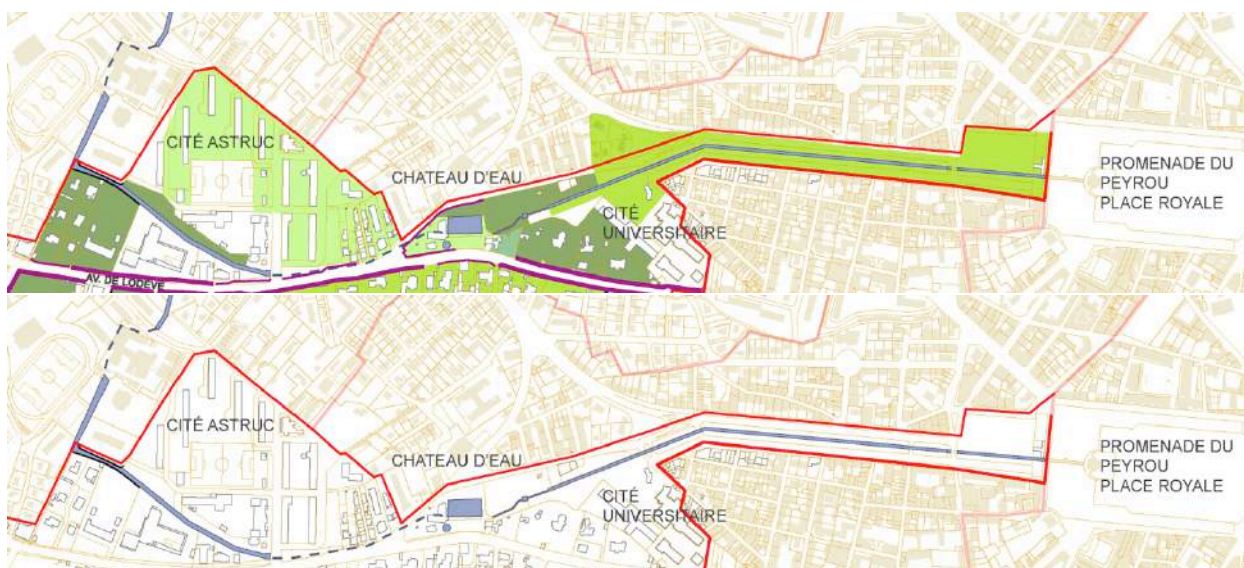 CITÉ ASTRUC
CHATEAU D'EAU
CITÉ
UNIVERSITAIRE
PROMENADE DU
PEYROU
PLACE ROYALE
AV. DE LODÈVE
CITÉ ASTRUC
CHATEAU D'EAU
CITÉ
UNIVERSITAIRE
PROMENADE DU
PEYROU
PLACE ROYALE